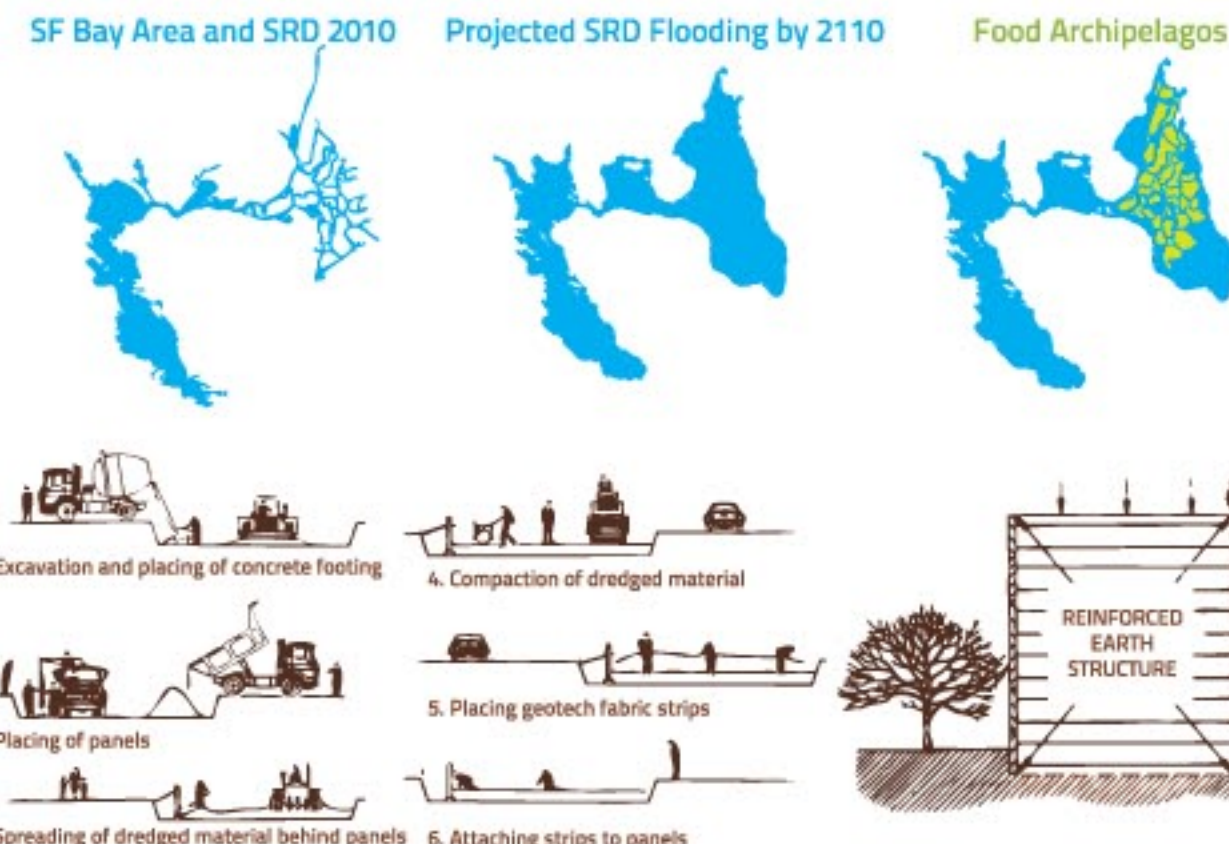 SF Bay Area and SRD 2010
Projected SRD Flooding by 2110
Food Archipelagos
Excavation and placing of concrete footing
4. Compaction of dredged material
REINFORCED
EARTH
STRUCTURE
5. Placing geotech fabric strips
Placing of panels
Spreading of dredged material behind panels
6. Attaching strips to panels